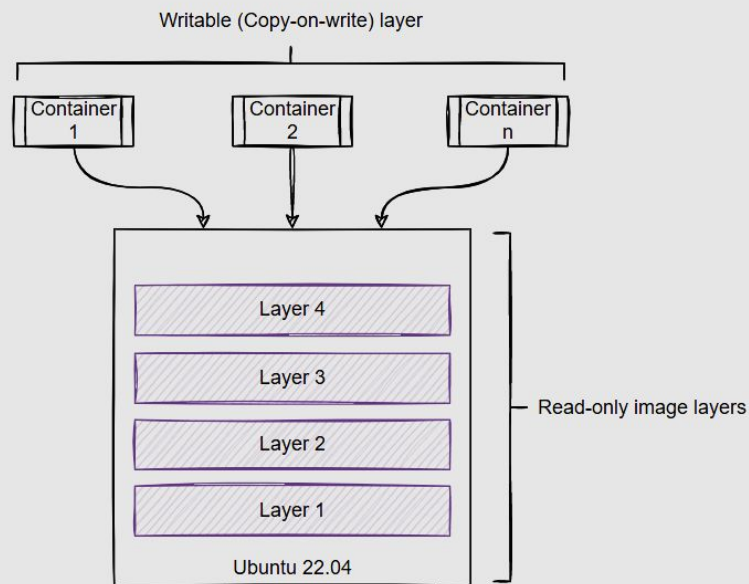 Writable (Copy-on-write) layer
Container
1
Container
2
Container
n
Layer 4
Layer 3
Read-only image layers
Layer 2
Layer 1
Ubuntu 22.04